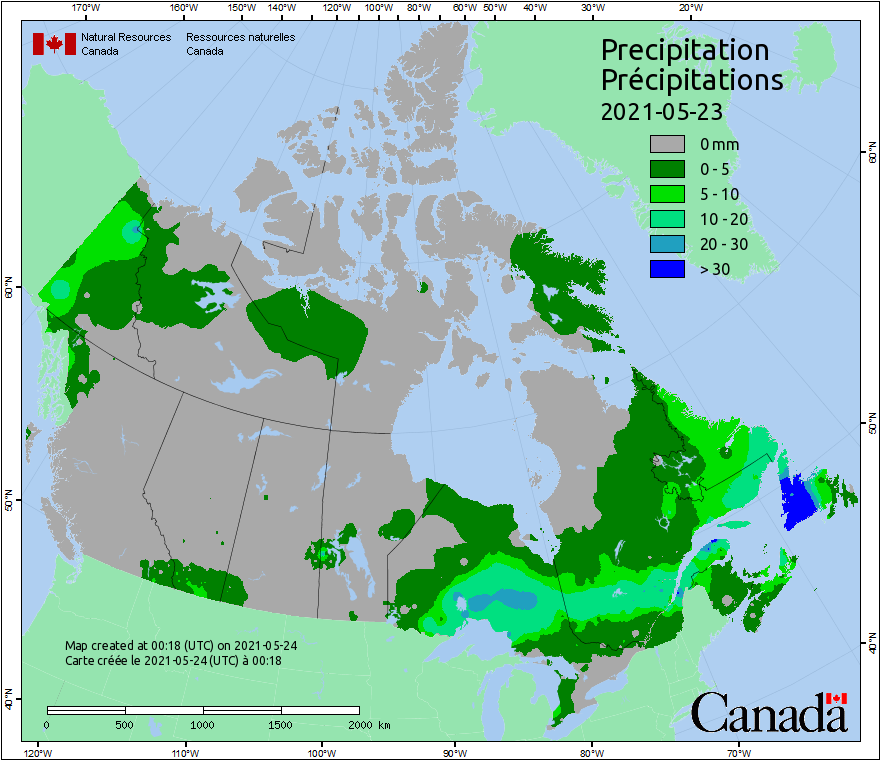 170°W 160°W 150°W 140°W 120°W 100°W 80°W 60°W 50°W 40°W 30°W 20°W
Natural Resources Ressources naturelles
Canada Canada
Precipitation
Précipitations
2021-05-23
0 mm
0 - 5
5 - 10
10 - 20
20 - 30
> 30
60°N
60°N
50°N
50°N
40°N
40°N
Map created at 00:18 (UTC) on 2021-05-24
Carte créée le 2021-05-24 (UTC) à 00:18
0 500 1000 1500 2000 km
Canada
120°W 110°W 100°W 90°W 80°W 70°W